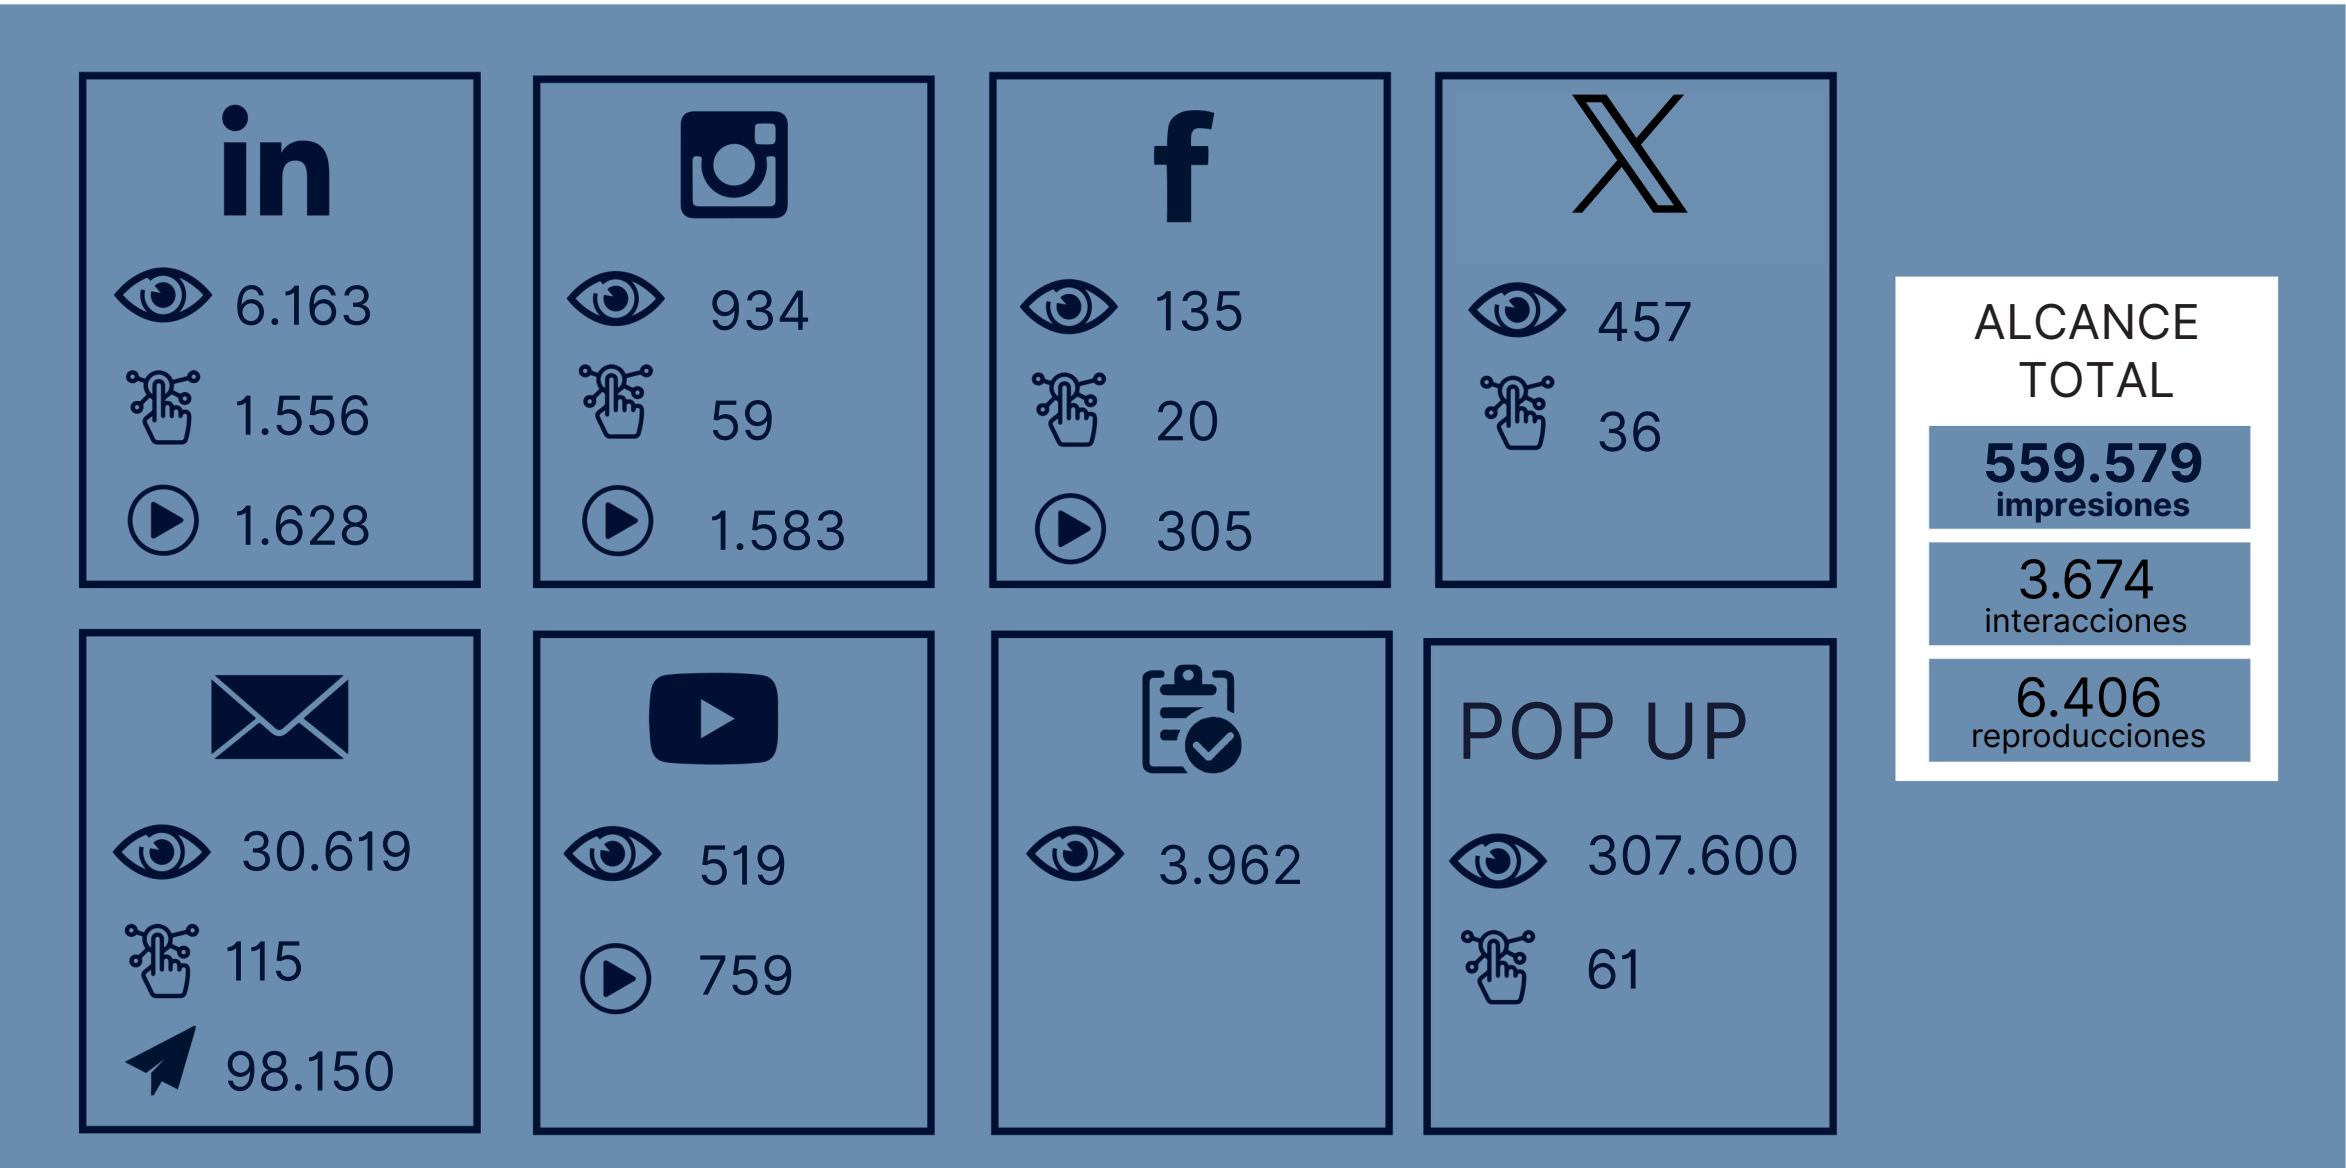 in
6.163
1.556
1.628
934
59
1.583
f
135
20
305
X
457
36
30.619
115
98.150
519
759
3.962
POP UP
307.600
61
ALCANCE
TOTAL
559.579
impresiones
3.674
interacciones
6.406
reproducciones